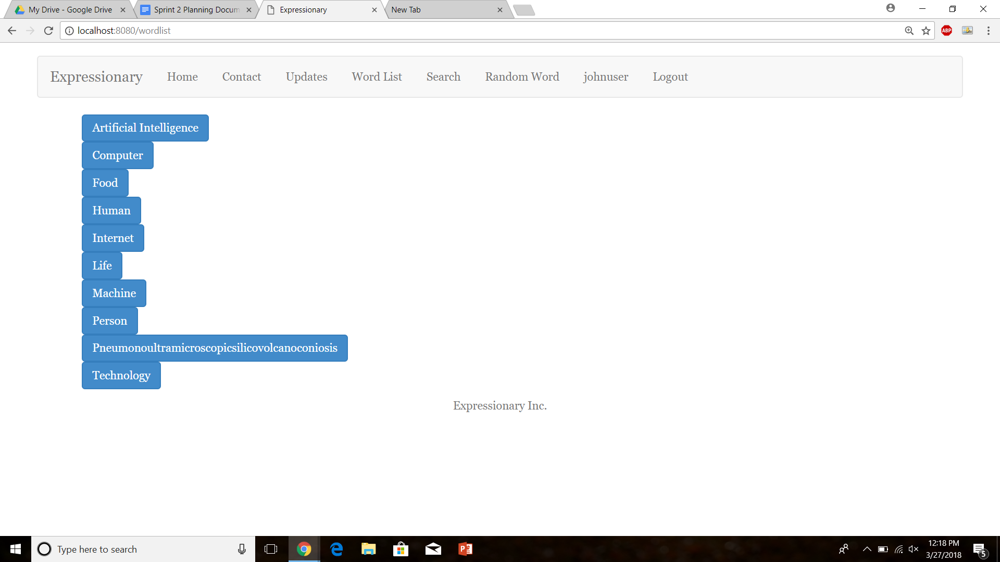 My Drive - Google Drive
Sprint 2 Planning Docum
Expressionary
New Tab
localhost:8080/wordlist
ABP
Expressionary Home Contact Updates Word List Search Random Word johnuser Logout
Artificial Intelligence
Computer
Food
Human
Internet
Life
Machine
Person
Pneumonoultramicroscopicsilicovolcanoconiosis
Technology
Expressionary Inc.
Type here to search
12:18 PM
3/27/2018
5